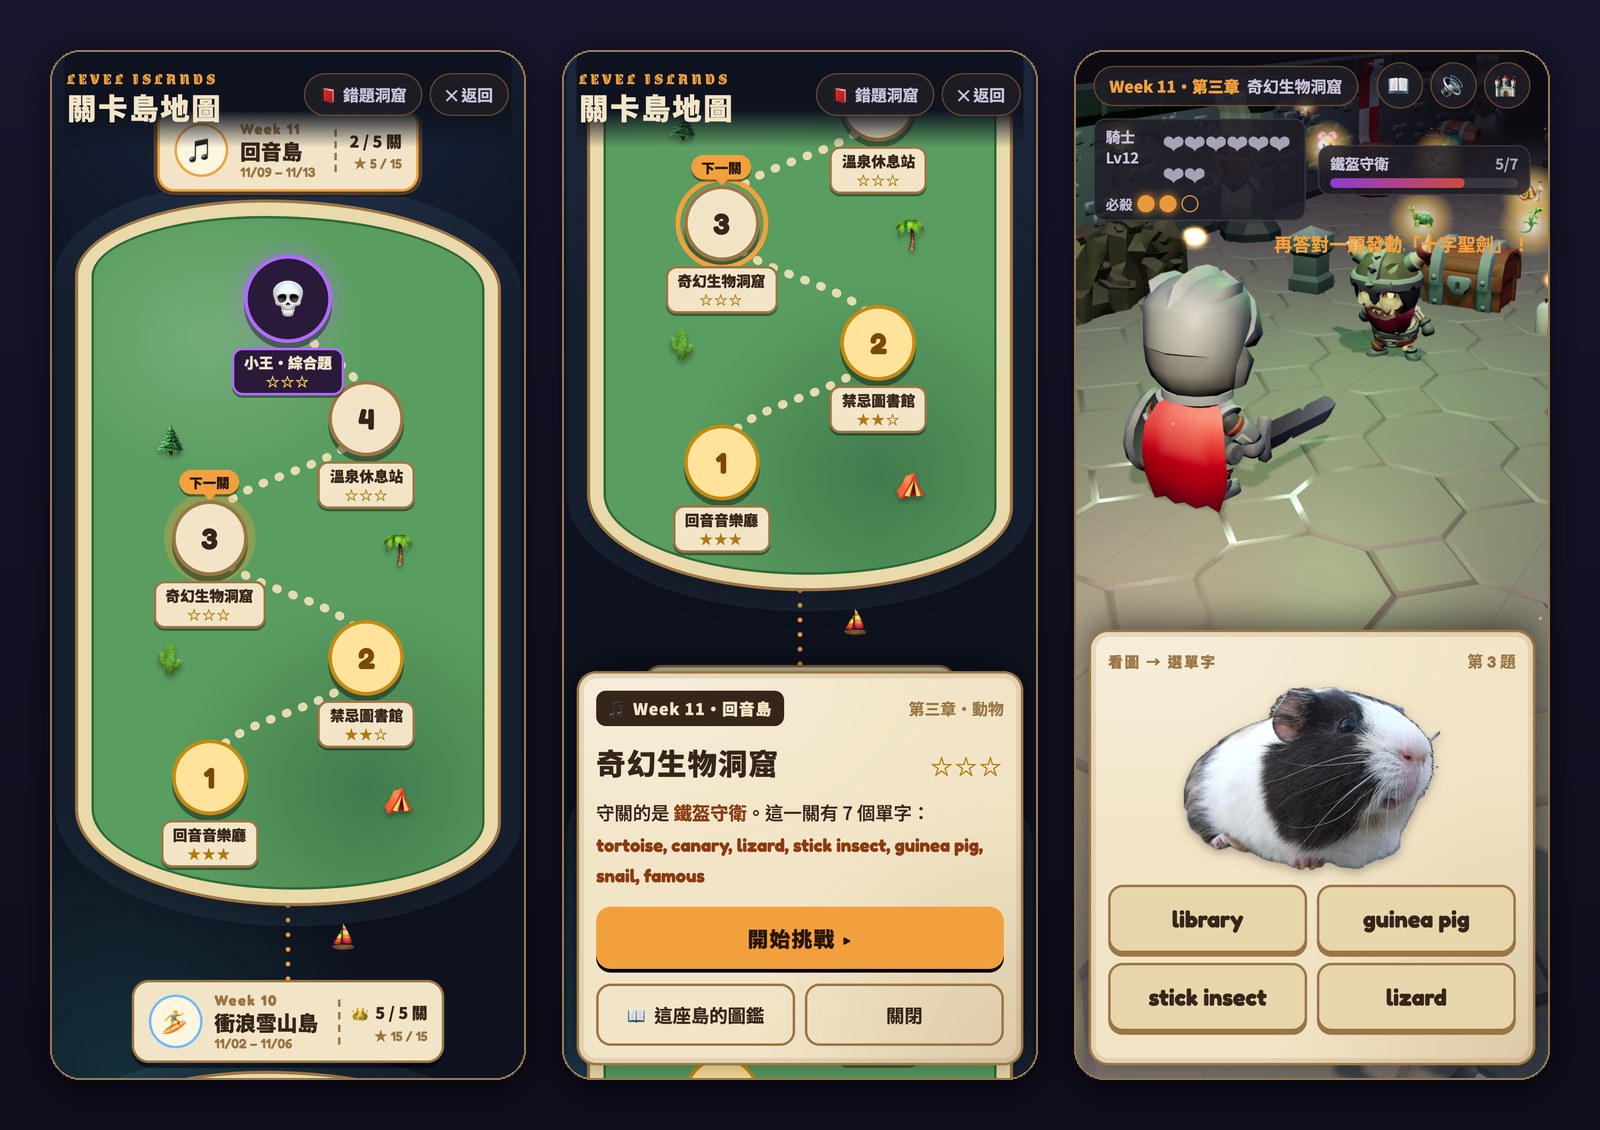 LEVEL ISLANDS
關卡島地圖
錯題洞窟
×返回
Week 11
回音島
11/09 – 11/13
2 / 5 關
★ 5 / 15
小王・綜合題
☆☆☆
4
溫泉休息站
☆☆☆
下一關
3
奇幻生物洞窟
☆☆☆
2
禁忌圖書館
★★☆
1
回音音樂廳
★★★
Week 10
衝浪雪山島
11/02 – 11/06
5 / 5 關
★ 15 / 15
LEVEL ISLANDS
關卡島地圖
錯題洞窟
×返回
溫泉休息站
☆☆☆
下一關
3
奇幻生物洞窟
☆☆☆
2
禁忌圖書館
★★☆
1
回音音樂廳
★★★
Week 11・回音島
第三章・動物
奇幻生物洞窟
☆☆☆
守關的是 鐵盔守衛。這一關有 7 個單字：
tortoise, canary, lizard, stick insect, guinea pig,
snail, famous
開始挑戰 ▸
這座島的圖鑑
關閉
Week 11・第三章 奇幻生物洞窟
騎士
Lv12
必殺
鐵盔守衛
5/7
再答對一題發動「十字聖劍」！
看圖 → 選單字
第 3 題
library
guinea pig
stick insect
lizard